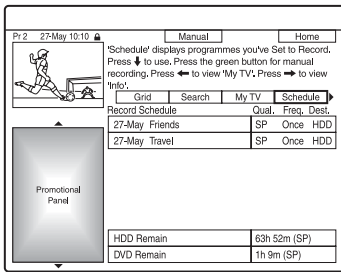 Pr 2 27-May 10:10 Manual Home
'Schedule' displays programmes you've Set to Record.
Press to use. Press the green button for manual
recording. Press to view 'My TV'. Press to view
'Info'.
Grid Search My TV Schedule
Record Schedule Qual. Freq. Dest.
27-May Friends SP Once HDD
27-May Travel SP Once HDD
Promotional
Panel
HDD Remain 63h 52m (SP)
DVD Remain 1h 9m (SP)